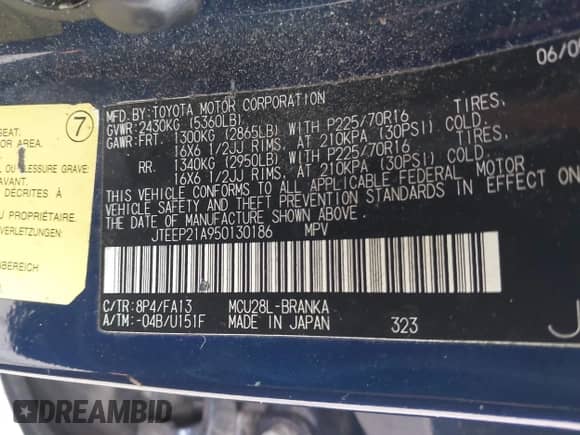 06/0
MFD. BY: TOYOTA MOTOR CORPORATION
GVWR: 2430KG (5360LB)
GAWR: FRT. 1300KG (2865LB) WITH P225/70R16 TIRES,
16X6 1/2JJ RIMS, AT 210KPA (30PSI) COLD.
RR. 1340KG (2950LB) WITH P225/70R16 TIRES,
16X6 1/2JJ RIMS, AT 210KPA (30PSI) COLD.
THIS VEHICLE CONFORMS TO ALL APPLICABLE FEDERAL MOTOR
VEHICLE SAFETY AND THEFT PREVENTION STANDARDS IN EFFECT ON
THE DATE OF MANUFACTURE SHOWN ABOVE.
JTEEP21A950130186 MPV
C/TR: 8P4/FA13 MCU28L-BRANKA
A/TM: -04B/U151F MADE IN JAPAN 323
J
7
SEAT.
OR AREA.
OU BLESSURE GRAVE:
'AVANT.
DÉCRITES À
U PROPRIÉTAIRE.
VERLETZUNGEN
BEREICH
DREAMBID